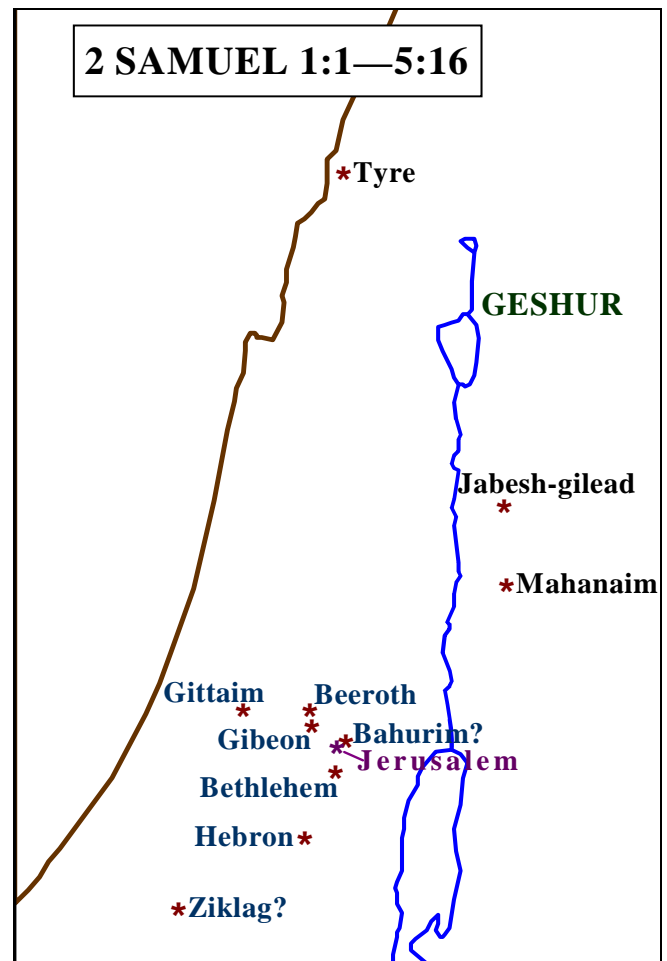 2 SAMUEL 1:1—5:16
*Tyre
GESHUR
Jabesh-gilead
*
*Mahanaim
Gittaim
*
Beeroth
*
Gibeon *
*Bahurim?
*
Jerusalem
*
Bethlehem
Hebron *
*Ziklag?